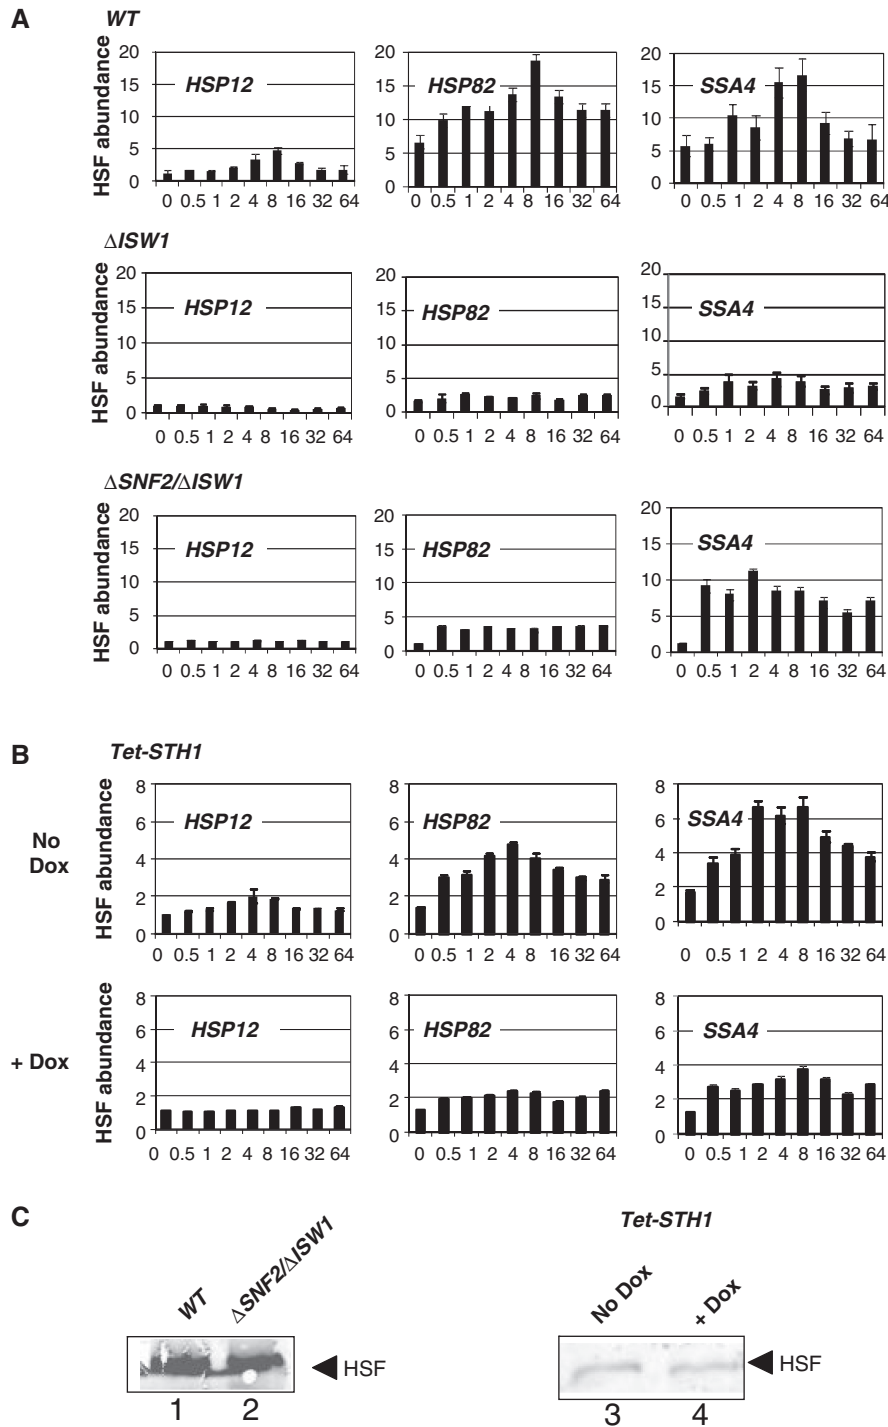 A
WT
HSF abundance
20
15
10
5
0
HSP12
0 0.5 1 2 4 8 16 32 64
20
15
10
5
0
HSP82
0 0.5 1 2 4 8 16 32 64
20
15
10
5
0
SSA4
0 0.5 1 2 4 8 16 32 64
ΔISW1
HSF abundance
20
15
10
5
0
HSP12
0 0.5 1 2 4 8 16 32 64
20
15
10
5
0
HSP82
0 0.5 1 2 4 8 16 32 64
20
15
10
5
0
SSA4
0 0.5 1 2 4 8 16 32 64
ΔSNF2/ΔISW1
HSF abundance
20
15
10
5
0
HSP12
0 0.5 1 2 4 8 16 32 64
20
15
10
5
0
HSP82
0 0.5 1 2 4 8 16 32 64
20
15
10
5
0
SSA4
0 0.5 1 2 4 8 16 32 64
B
Tet-STH1
No
Dox
HSF abundance
8
6
4
2
0
HSP12
0 0.5 1 2 4 8 16 32 64
8
6
4
2
0
HSP82
0 0.5 1 2 4 8 16 32 64
8
6
4
2
0
SSA4
0 0.5 1 2 4 8 16 32 64
+ Dox
HSF abundance
8
6
4
2
0
HSP12
0 0.5 1 2 4 8 16 32 64
8
6
4
2
0
HSP82
0 0.5 1 2 4 8 16 32 64
8
6
4
2
0
SSA4
0 0.5 1 2 4 8 16 32 64
C
WT
ΔSNF2/ΔISW1
HSF
1 2
Tet-STH1
No Dox
+ Dox
HSF
3 4